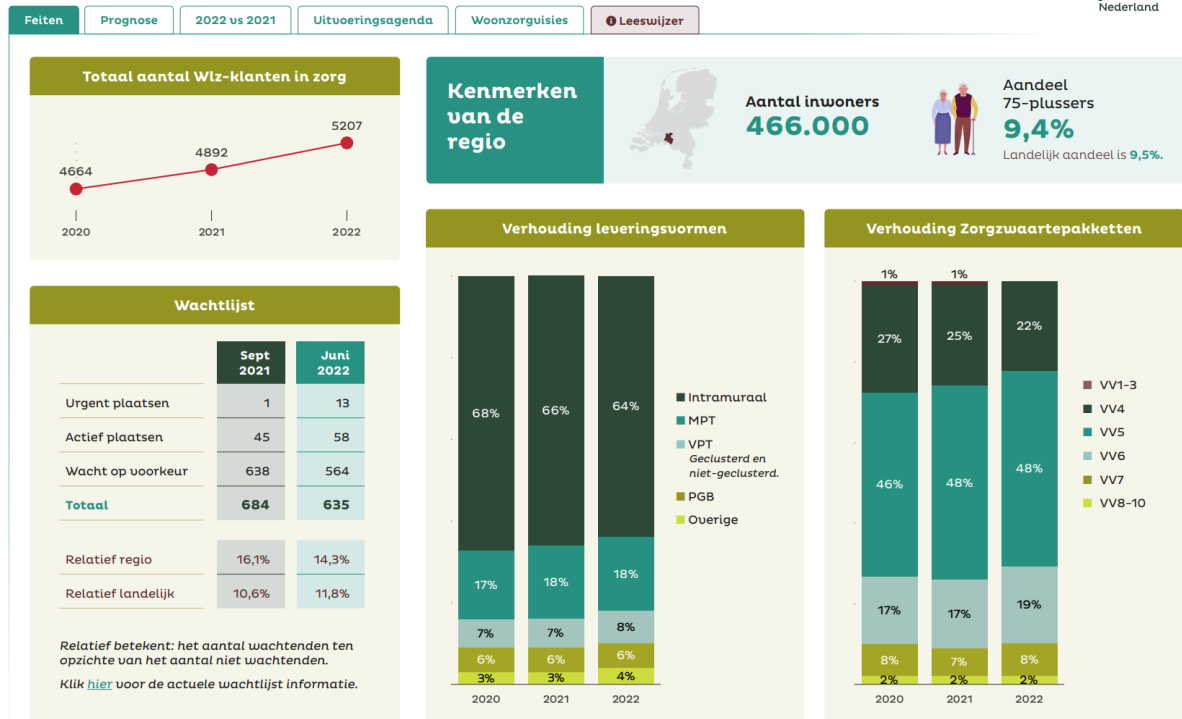 Nederland
Feiten
Prognose
2022 vs 2021
Uitvoeringsagenda
Woonzorgvisies
Leeswijzer
Totaal aantal Wlz-klanten in zorg
4664
4892
5207
2020
2021
2022
Kenmerken
van de
regio
Aantal inwoners
466.000
Aandeel
75-plussers
9,4%
Landelijk aandeel is 9,5%.
Wachtlijst
Sept
2021
Juni
2022
Urgent plaatsen 1 13
Actief plaatsen 45 58
Wacht op voorkeur 638 564
Totaal 684 635
Relatief regio 16,1% 14,3%
Relatief landelijk 10,6% 11,8%
Relatief betekent: het aantal wachtenden ten
opzichte van het aantal niet wachtenden.
Klik hier voor de actuele wachtlijst informatie.
Verhouding leveringsvormen
68% 66% 64%
17% 18% 18%
7% 7% 8%
6% 6% 6%
3% 3% 4%
2020 2021 2022
Intramuraal
MPT
VPT
Geclusterd en
niet-geclusterd.
PGB
Overige
Verhouding Zorgzwaartepakketten
1% 1%
27% 25% 22%
46% 48% 48%
17% 17% 19%
8% 7% 8%
2% 2% 2%
2020 2021 2022
VV1-3
VV4
VV5
VV6
VV7
VV8-10